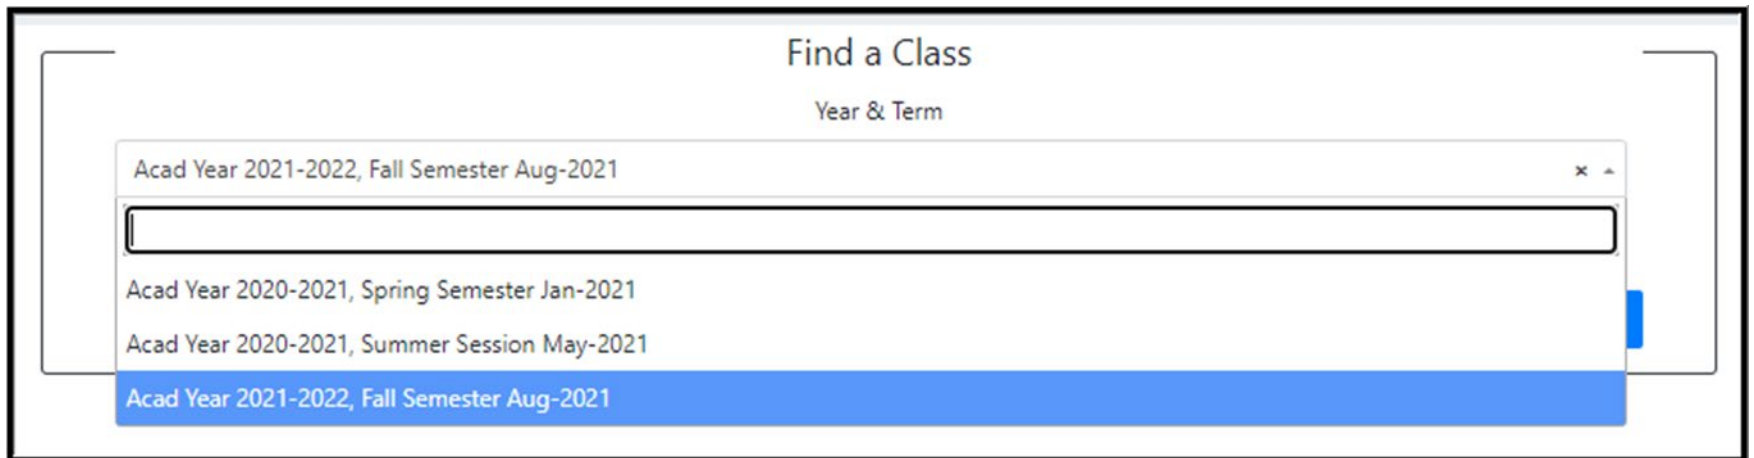 Find a Class
Year & Term
Acad Year 2021-2022, Fall Semester Aug-2021 ×
Acad Year 2020-2021, Spring Semester Jan-2021
Acad Year 2020-2021, Summer Session May-2021
Acad Year 2021-2022, Fall Semester Aug-2021